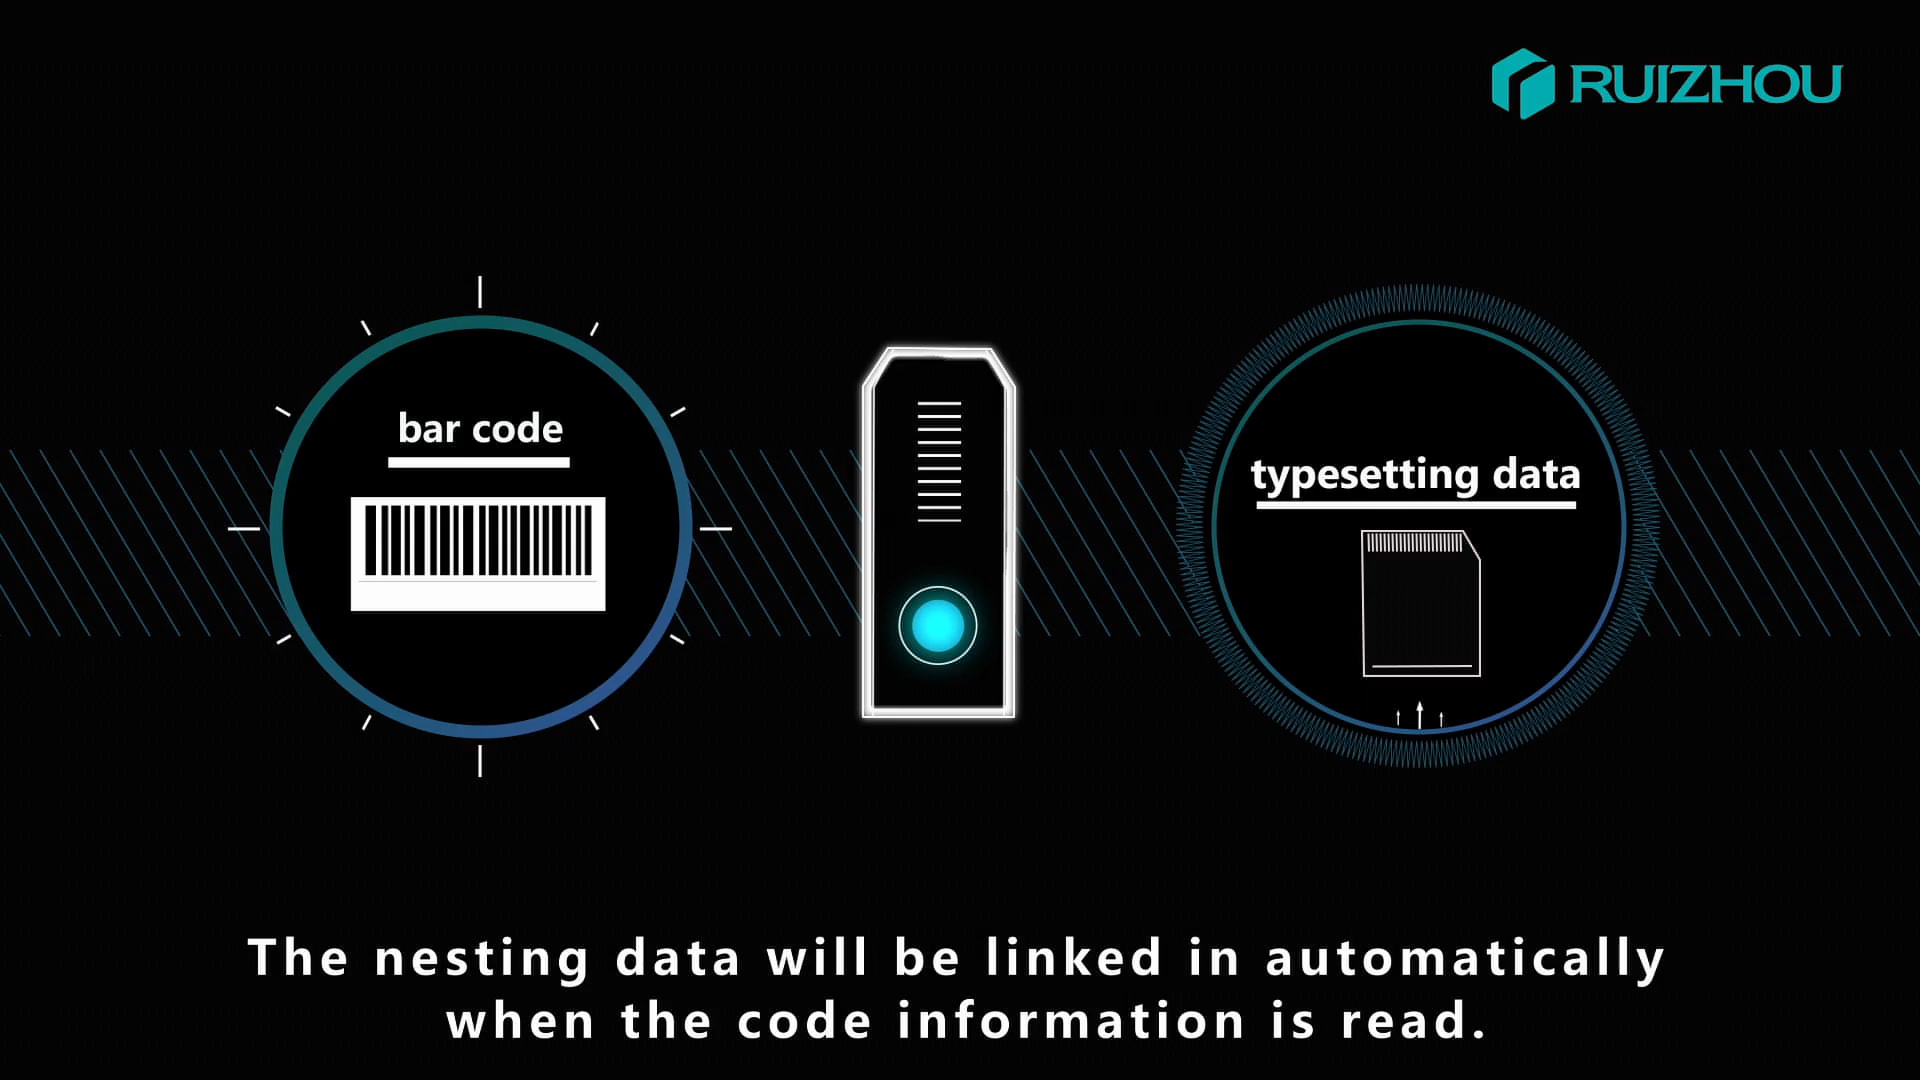 RUIZHOU
bar code
typesetting data
The nesting data will be linked in automatically
when the code information is read.